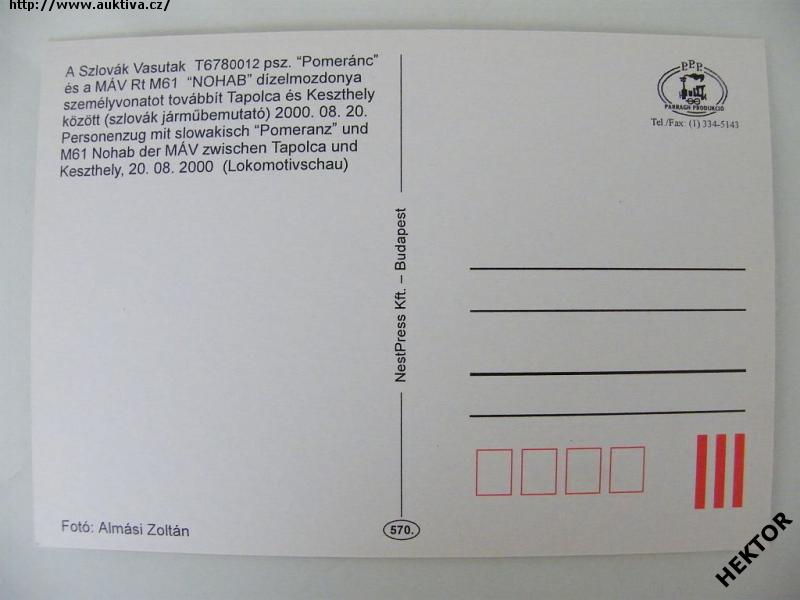 http://www.auktiva.cz/
A Szlovák Vasutak T6780012 psz. “Pomeránc”
és a MÁV Rt M61 “NOHAB” dízelmozdonya
személyvonatot továbbít Tapolca és Keszthely
között (szlovák járműbemutató) 2000. 08. 20.
Personenzug mit slowakisch “Pomeranz” und
M61 Nohab der MÁV zwischen Tapolca und
Keszthely, 20. 08. 2000 (Lokomotivschau)
P.P.P.
PARRAGH PRODUKCIÓ
Tel./Fax: (1) 334-5143
NestPress Kft. – Budapest
Fotó: Almási Zoltán
570.
HEKTOR